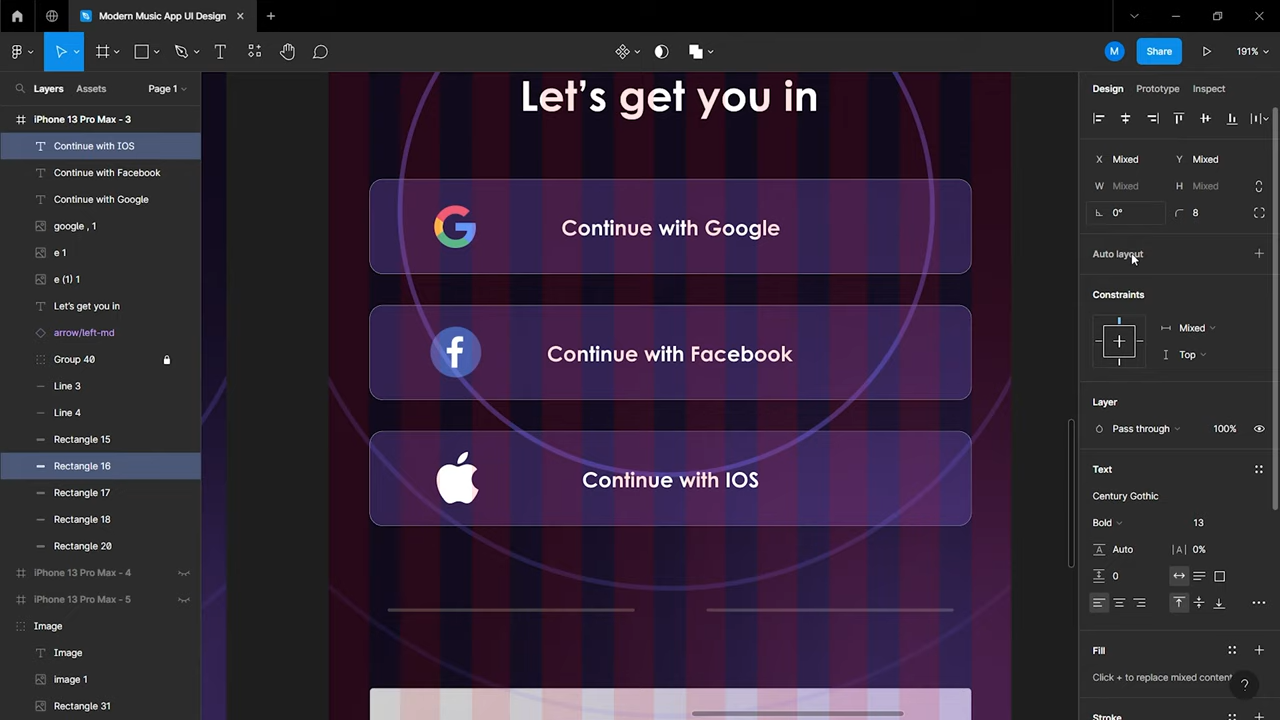 Modern Music App UI Design
M
Share
191%
Layers
Assets
Page 1
Design
Prototype
Inspect
iPhone 13 Pro Max - 3
Continue with IOS
Continue with Facebook
Continue with Google
google , 1
e 1
e (1) 1
Let's get you in
arrow/left-md
Group 40
Line 3
Line 4
Rectangle 15
Rectangle 16
Rectangle 17
Rectangle 18
Rectangle 20
iPhone 13 Pro Max - 4
iPhone 13 Pro Max - 5
Image
Image
image 1
Rectangle 31
Let's get you in
Continue with Google
Continue with Facebook
Continue with IOS
X Mixed
Y Mixed
W Mixed
H Mixed
0°
8
Auto layout
Constraints
Mixed
Top
Layer
Pass through
100%
Text
Century Gothic
Bold
13
Auto
|A| 0%
0
Fill
Click + to replace mixed content
?
Stroke